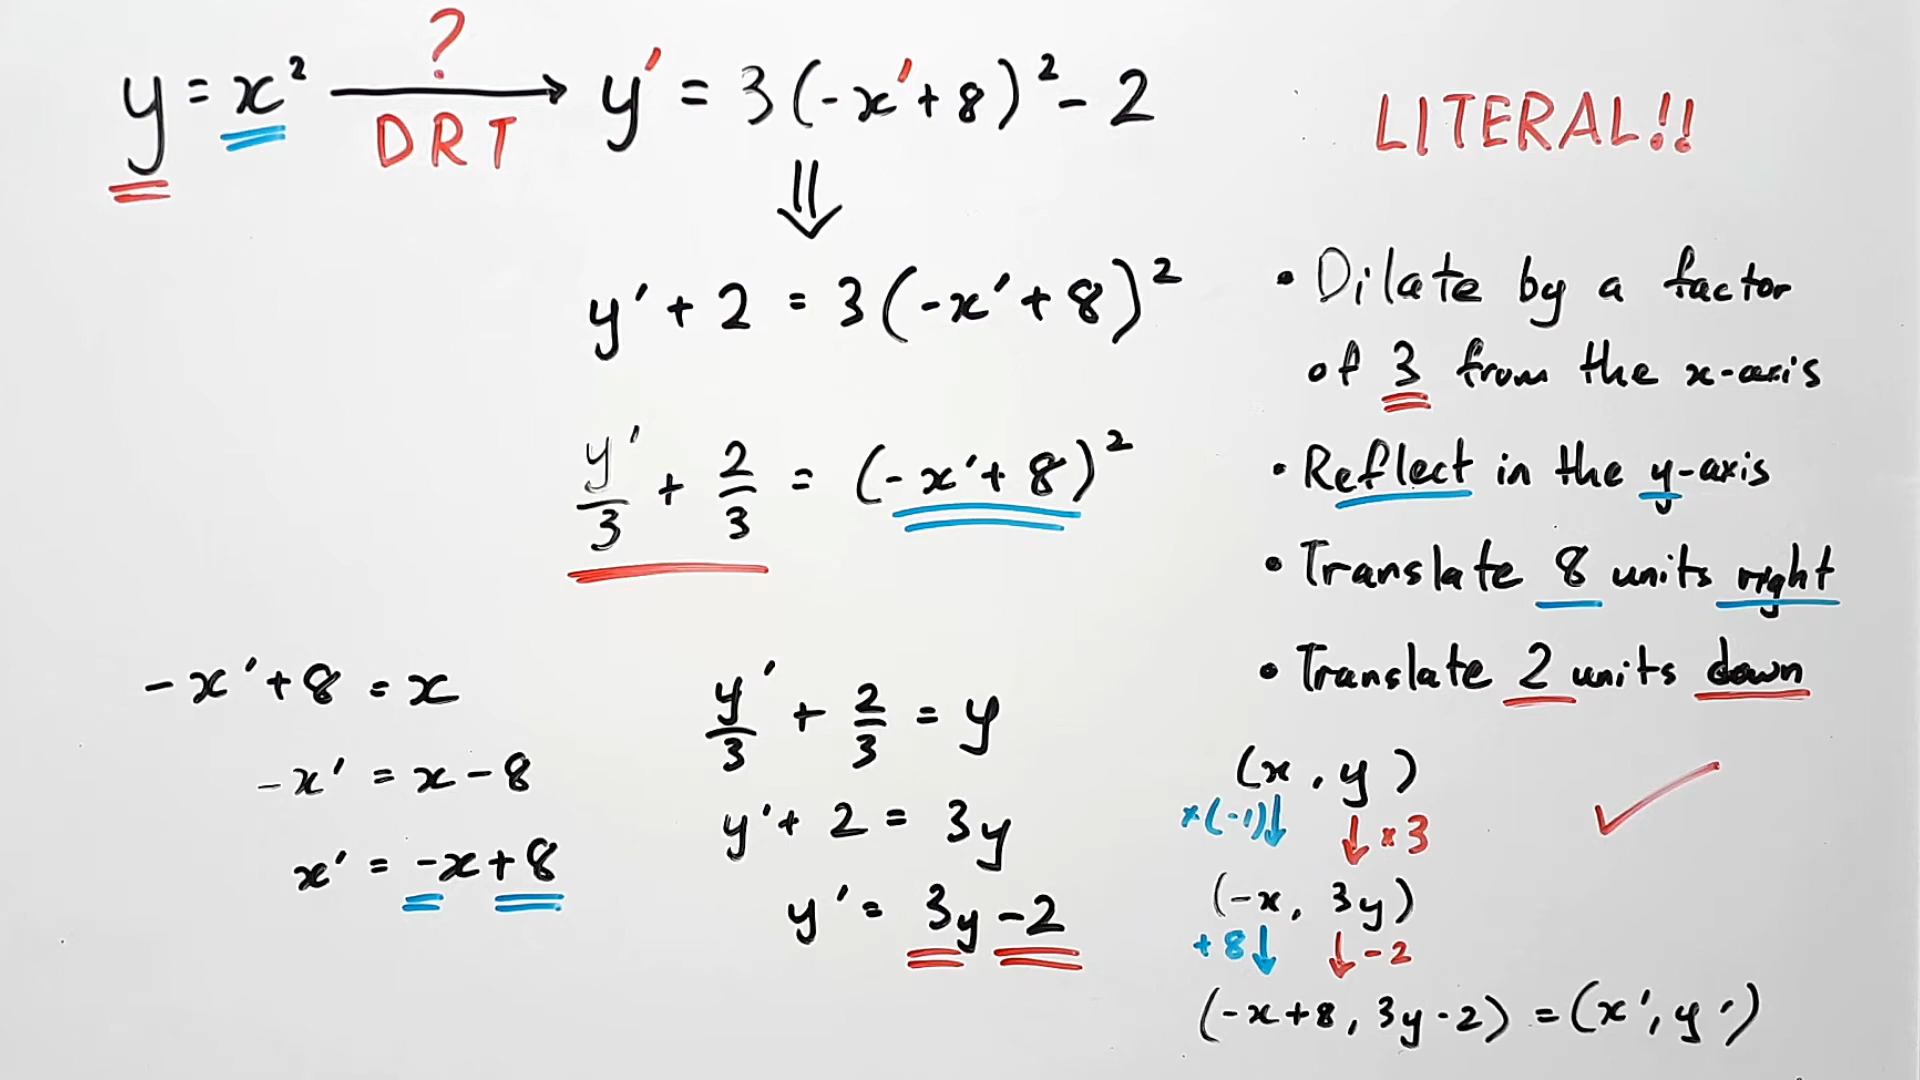 y = x² → y' = 3(-x'+8)² - 2
?
DRT
⇓
y' + 2 = 3(-x'+8)²
y'/3 + 2/3 = (-x'+8)²
-x'+8 = x
-x' = x-8
x' = -x+8
y'/3 + 2/3 = y
y'+2 = 3y
y' = 3y-2
LITERAL!!
• Dilate by a factor
of 3 from the x-axis
• Reflect in the y-axis
• Translate 8 units right
• Translate 2 units down
(x, y)
×(-1)↓ ↓×3
(-x, 3y)
+8↓ ↓-2
(-x+8, 3y-2) = (x', y')